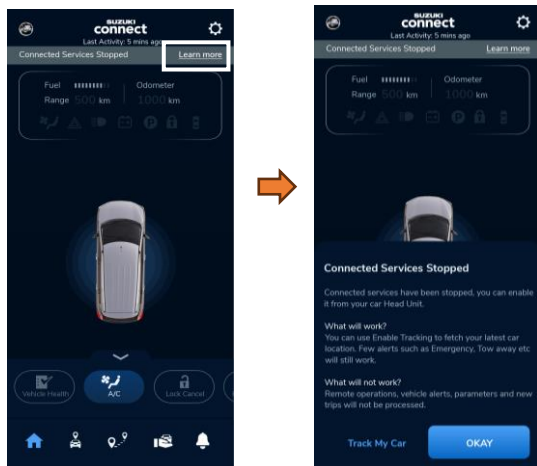 SUZUKI
connect
Last Activity: 5 mins ago
Connected Services Stopped Learn more
Fuel Odometer
Range 500 km 1000 km
Vehicle Health
A/C
Lock Cancel
SUZUKI
connect
Last Activity: 5 mins ago
Connected Services Stopped Learn more
Fuel Odometer
Range 500 km 1000 km
Connected Services Stopped
Connected services have been stopped, you can enable
it from your car Head Unit.
What will work?
You can use Enable Tracking to fetch your latest car
location. Few alerts such as Emergency, Tow away etc
will still work.
What will not work?
Remote operations, vehicle alerts, parameters and new
trips will not be processed.
Track My Car OKAY